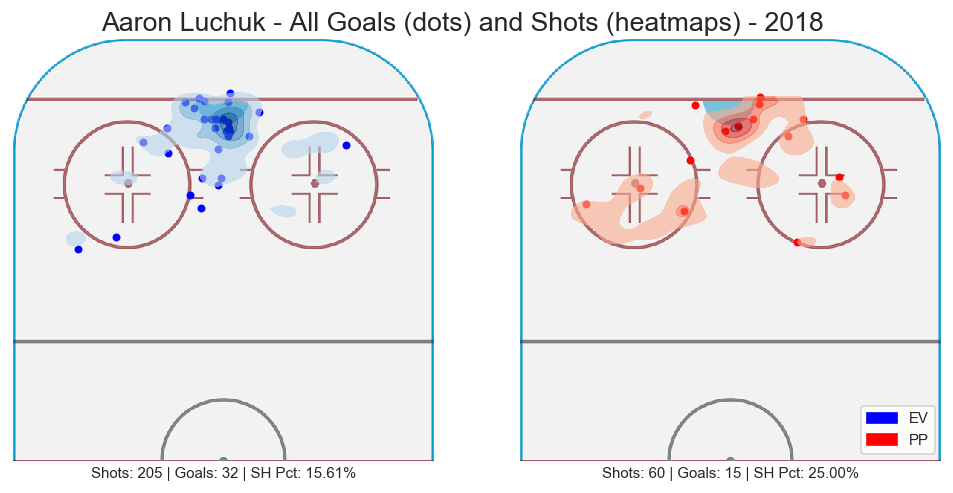 Aaron Luchuk - All Goals (dots) and Shots (heatmaps) - 2018
EV
PP
Shots: 205 | Goals: 32 | SH Pct: 15.61%
Shots: 60 | Goals: 15 | SH Pct: 25.00%